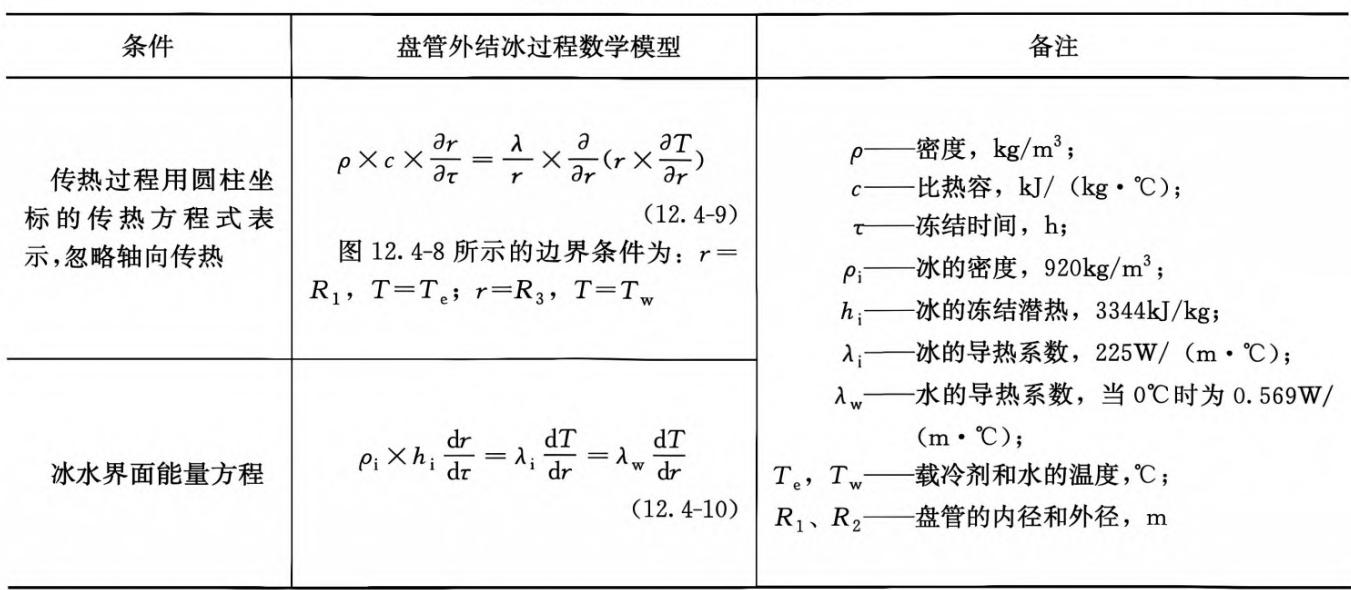 条件
盘管外结冰过程数学模型
备注
传热过程用圆柱坐
标的传热方程式表
示,忽略轴向传热
ρ×c×∂r/∂τ = λ/r × ∂/∂r(r×∂T/∂r)
(12.4-9)
图 12.4-8 所示的边界条件为：r=
R₁，T=Tₑ；r=R₃，T=T_w
冰水界面能量方程
ρᵢ×hᵢ dr/dτ = λᵢ dT/dr = λ_w dT/dr
(12.4-10)
ρ——密度，kg/m³；
c——比热容，kJ/（kg·℃）；
τ——冻结时间，h；
ρᵢ——冰的密度，920kg/m³；
hᵢ——冰的冻结潜热，3344kJ/kg；
λᵢ——冰的导热系数，225W/（m·℃）；
λ_w——水的导热系数，当 0℃时为 0.569W/
（m·℃）；
Tₑ，T_w——载冷剂和水的温度,℃；
R₁、R₂——盘管的内径和外径，m